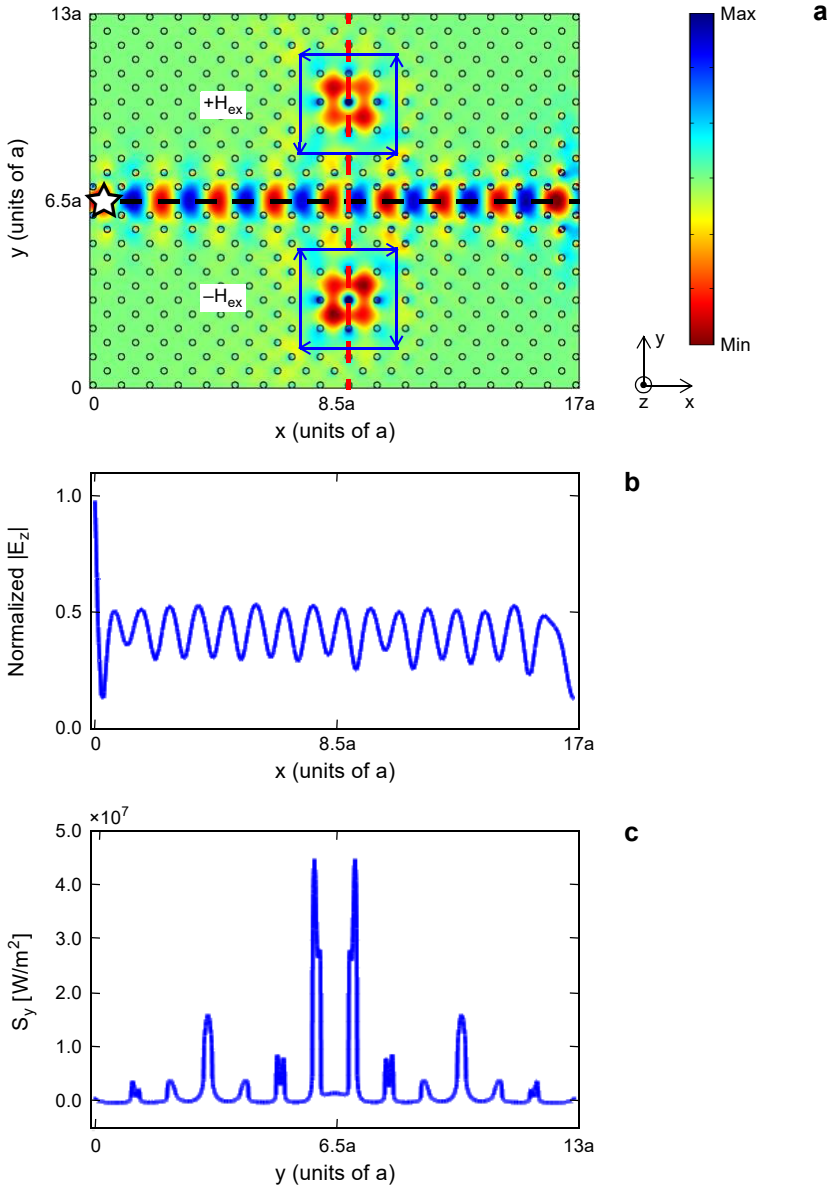 a
13a
6.5a
0
y (units of a)
+Hex
–Hex
0
8.5a
17a
x (units of a)
Max
Min
y
z
x
b
1.0
0.5
0.0
Normalized |Ez|
0
8.5a
17a
x (units of a)
c
×10⁷
5.0
4.0
3.0
2.0
1.0
0.0
Sy [W/m²]
0
6.5a
13a
y (units of a)